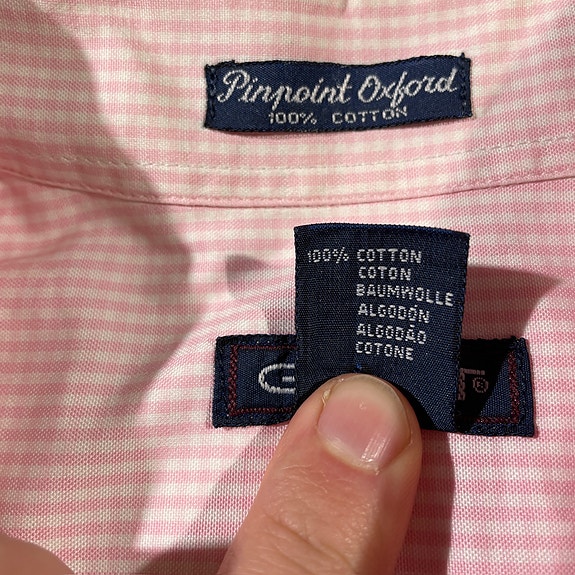 Pinpoint Oxford
100% COTTON
100% COTTON
COTON
BAUMWOLLE
ALGODÓN
ALGODÃO
COTONE